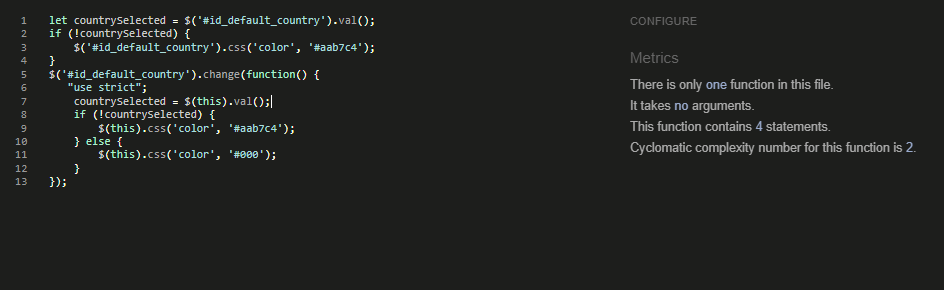 1 let countrySelected = $('#id_default_country').val();
2 if (!countrySelected) {
3 $('#id_default_country').css('color', '#aab7c4');
4 }
5 $('#id_default_country').change(function() {
6 "use strict";
7 countrySelected = $(this).val();
8 if (!countrySelected) {
9 $(this).css('color', '#aab7c4');
10 } else {
11 $(this).css('color', '#000');
12 }
13 });
CONFIGURE
Metrics
There is only one function in this file.
It takes no arguments.
This function contains 4 statements.
Cyclomatic complexity number for this function is 2.